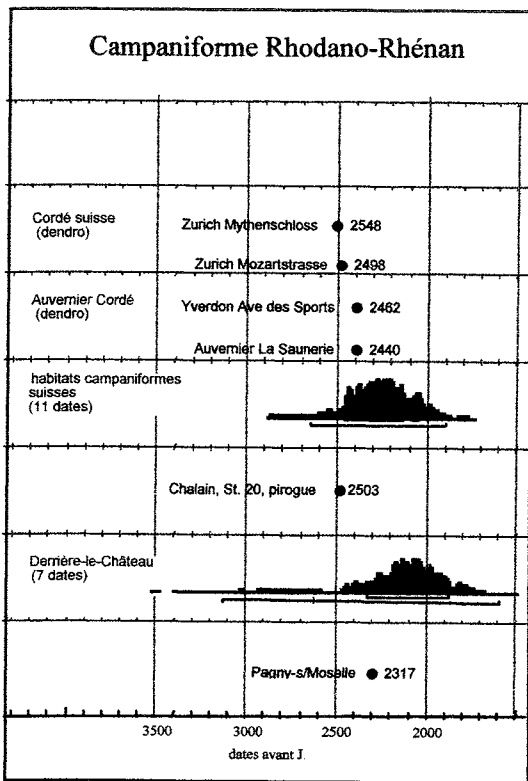 Campaniforme Rhodano-Rhénan
Cordé suisse
(dendro)
Zurich Mythenschloss 2548
Zurich Mozartstrasse 2498
Auvernier Cordé
(dendro)
Yverdon Ave des Sports 2462
Auvernier La Saunerie 2440
habitats campaniformes
suisses
(11 dates)
Chalain, St. 20, pirogue 2503
Derrière-le-Château
(7 dates)
Pagny-s/Moselle 2317
3500 3000 2500 2000
dates avant J.